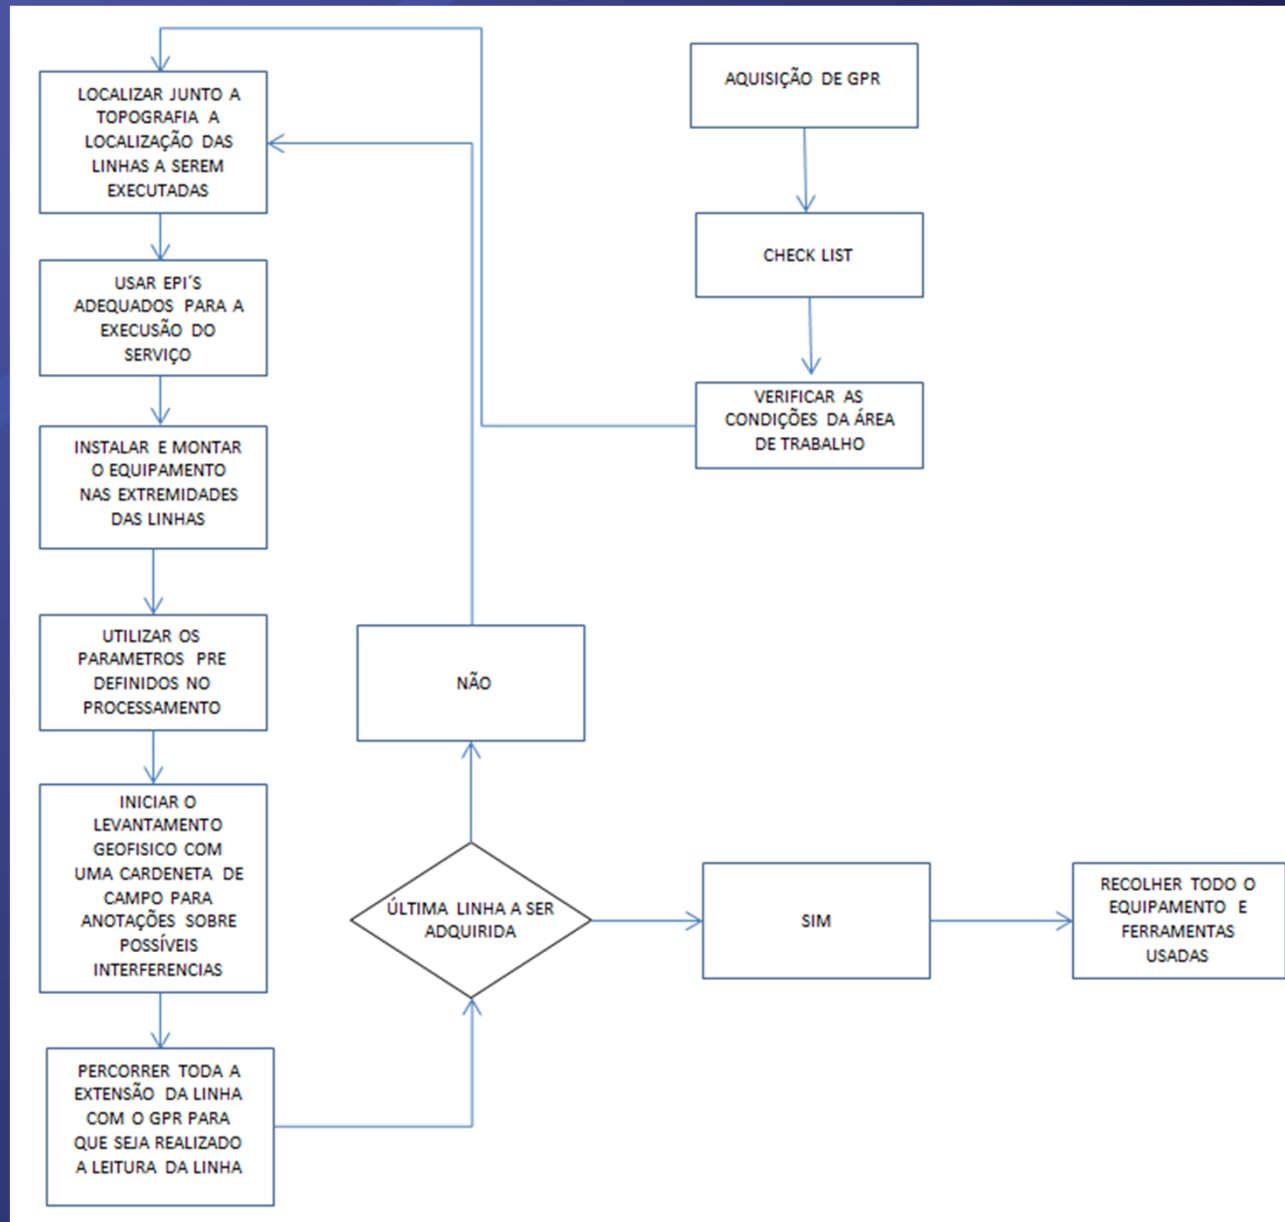 AQUISIÇÃO DE GPR
CHECK LIST
VERIFICAR AS
CONDIÇÕES DA ÁREA
DE TRABALHO
LOCALIZAR JUNTO A
TOPOGRAFIA A
LOCALIZAÇÃO DAS
LINHAS A SEREM
EXECUTADAS
USAR EPI´S
ADEQUADOS PARA A
EXECUSÃO DO
SERVIÇO
INSTALAR E MONTAR
O EQUIPAMENTO
NAS EXTREMIDADES
DAS LINHAS
UTILIZAR OS
PARAMETROS PRE
DEFINIDOS NO
PROCESSAMENTO
INICIAR O
LEVANTAMENTO
GEOFISICO COM
UMA CARDENETA DE
CAMPO PARA
ANOTAÇÕES SOBRE
POSSÍVEIS
INTERFERENCIAS
PERCORRER TODA A
EXTENSÃO DA LINHA
COM O GPR PARA
QUE SEJA REALIZADO
A LEITURA DA LINHA
ÚLTIMA LINHA A SER
ADQUIRIDA
NÃO
SIM
RECOLHER TODO O
EQUIPAMENTO E
FERRAMENTAS
USADAS